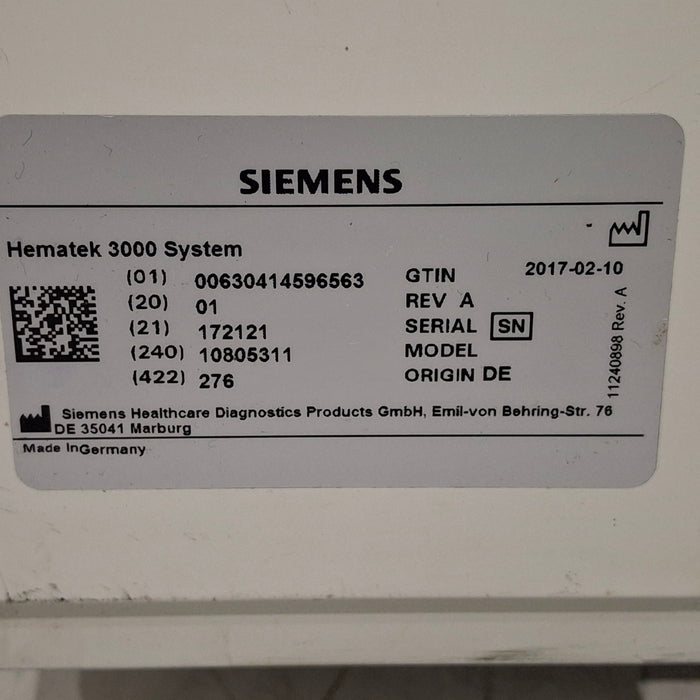 SIEMENS
Hematek 3000 System
2017-02-10
(01) 00630414596563 GTIN
(20) 01 REV A
(21) 172121 SERIAL SN
(240) 10805311 MODEL
(422) 276 ORIGIN DE
11240898 Rev. A
Siemens Healthcare Diagnostics Products GmbH, Emil-von Behring-Str. 76
DE 35041 Marburg
Made InGermany